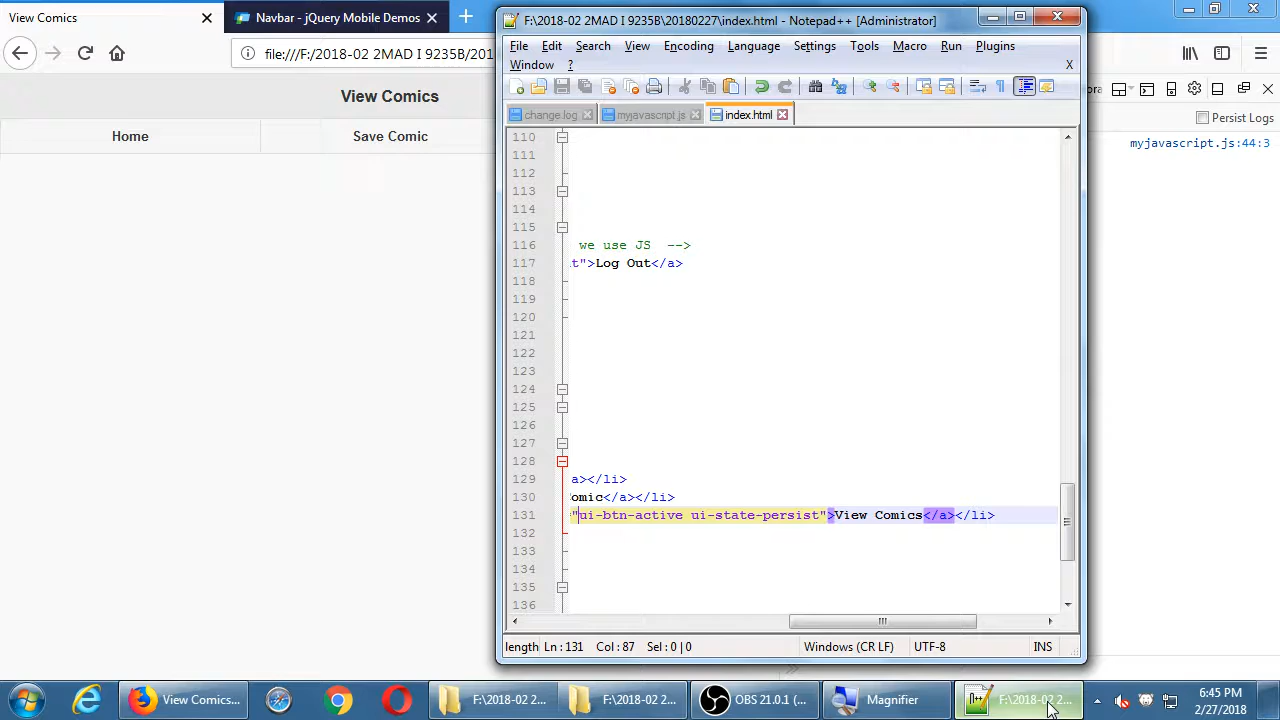 View Comics
Navbar - jQuery Mobile Demos
file:///F:/2018-02 2MAD I 9235B/201
View Comics
Home
Save Comic
F:\2018-02 2MAD I 9235B\20180227\index.html - Notepad++ [Administrator]
File Edit Search View Encoding Language Settings Tools Macro Run Plugins
Window ? X
change.log
myjavascript.js
index.html
110
111
112
113
114
115
116 we use JS -->
117 t">Log Out</a>
118
119
120
121
122
123
124
125
126
127
128
129 a></li>
130 omic</a></li>
131 "ui-btn-active ui-state-persist">View Comics</a></li>
132
133
134
135
136
length Ln : 131 Col : 87 Sel : 0 | 0 Windows (CR LF) UTF-8 INS
Persist Logs
myjavascript.js:44:3
View Comics...
F:\2018-02 2...
F:\2018-02 2...
OBS 21.0.1 (...
Magnifier
F:\2018-02 2...
6:45 PM
2/27/2018